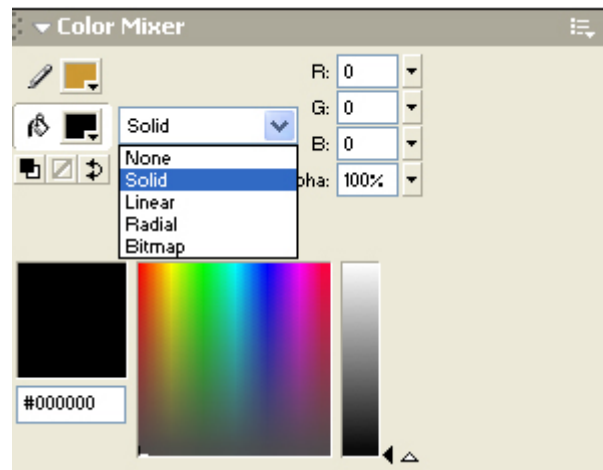 Color Mixer
R: 0
G: 0
Solid
B: 0
None
Solid
pha: 100%
Linear
Radial
Bitmap
#000000